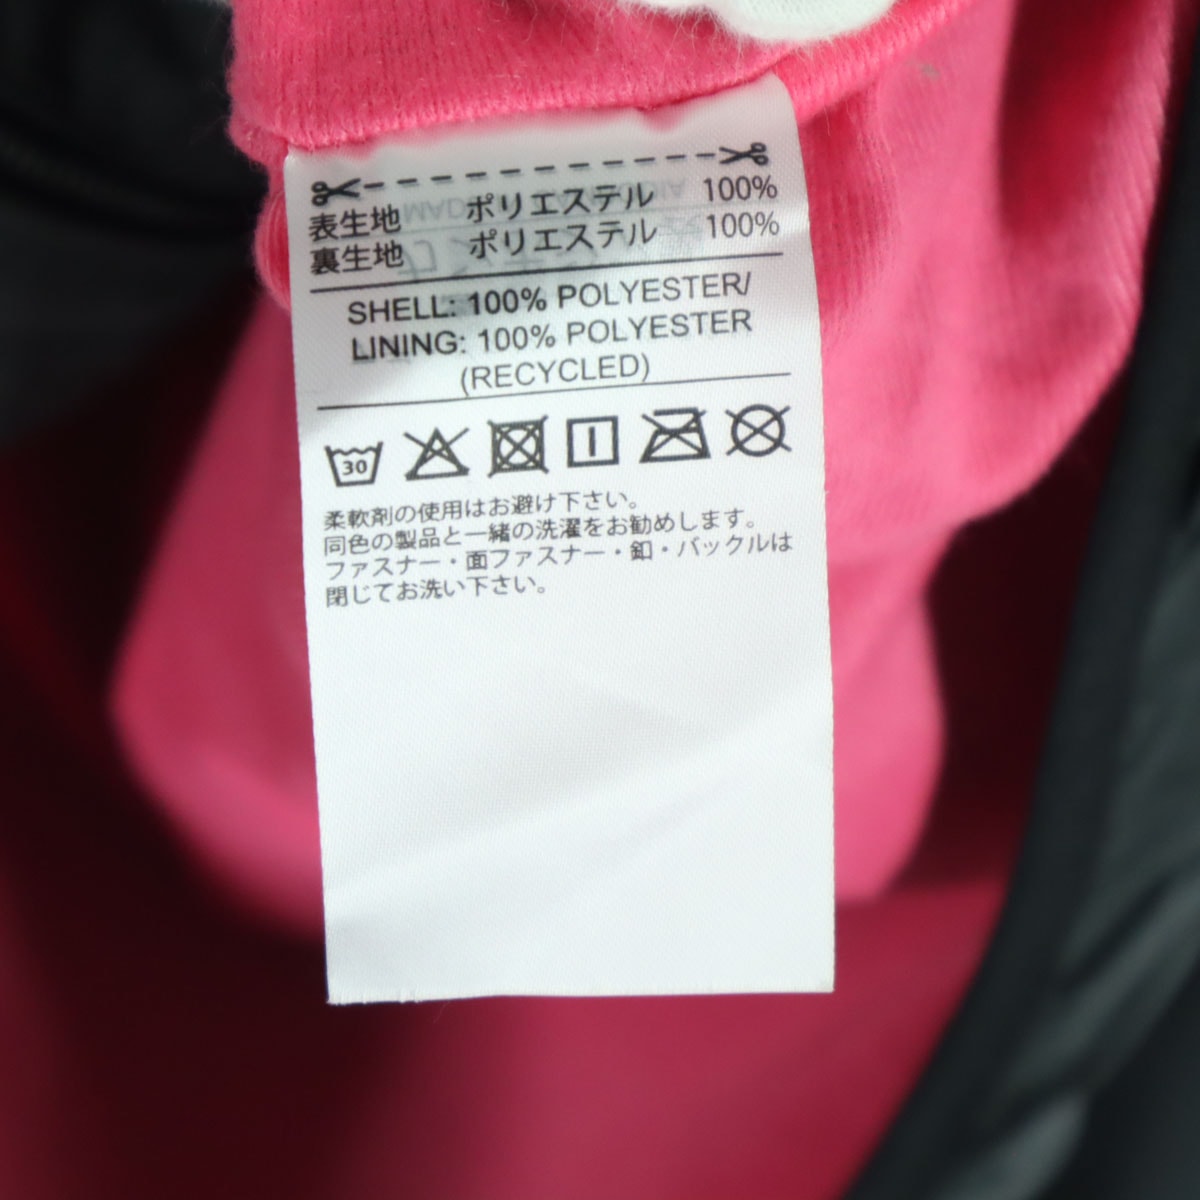 表生地 ポリエステル 100%
裏生地 ポリエステル 100%
SHELL: 100% POLYESTER/
LINING: 100% POLYESTER
(RECYCLED)
30
柔軟剤の使用はお避け下さい。
同色の製品と一緒の洗濯をお勧めします。
ファスナー・面ファスナー・釦・バックルは
閉じてお洗い下さい。